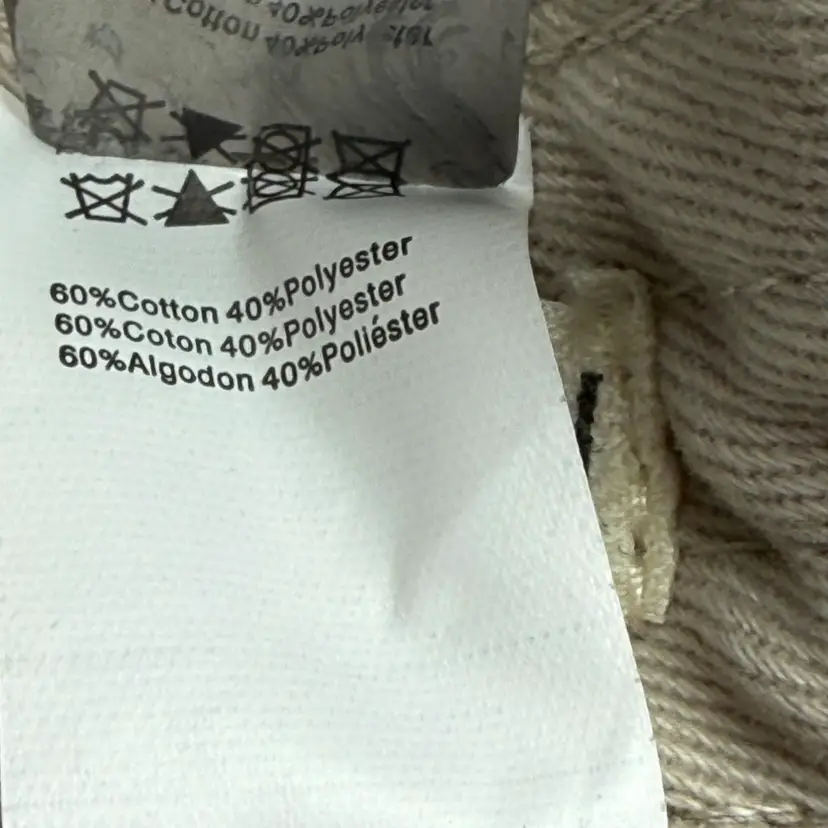 60%Cotton 40%Polyester
60%Coton 40%Polyester
60%Algodon 40%Poliéster